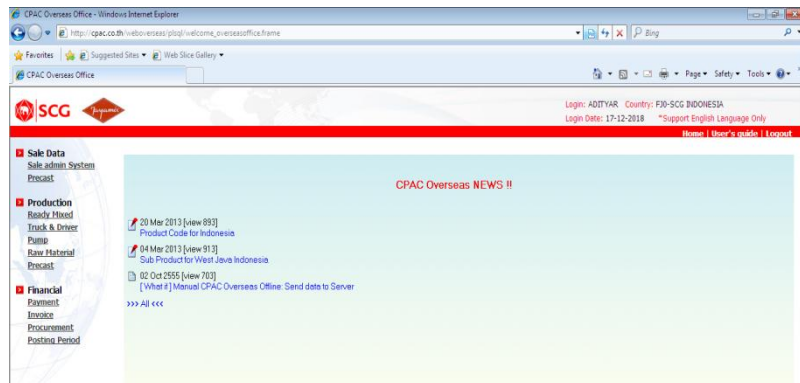 CPAC Overseas Office - Windows Internet Explorer
http://cpac.co.th/weboverseas/plsql/welcome_overseasoffice.frame
Bing
Favorites Suggested Sites Web Slice Gallery
CPAC Overseas Office
Page Safety Tools
SCG Jayamix
Login: ADITYAR Country: FJ0-SCG INDONESIA
Login Date: 17-12-2018 *Support English Language Only
Home | User's guide | Logout
Sale Data
Sale admin System
Precast
Production
Ready Mixed
Truck & Driver
Pump
Raw Material
Precast
Financial
Payment
Invoice
Procurement
Posting Period
CPAC Overseas NEWS !!
20 Mar 2013 [view 893]
Product Code for Indonesia
04 Mar 2013 [view 913]
Sub Product for West Java Indonesia
02 Oct 2555 [view 703]
[ What if ] Manual CPAC Overseas Offline: Send data to Server
>>> All <<<